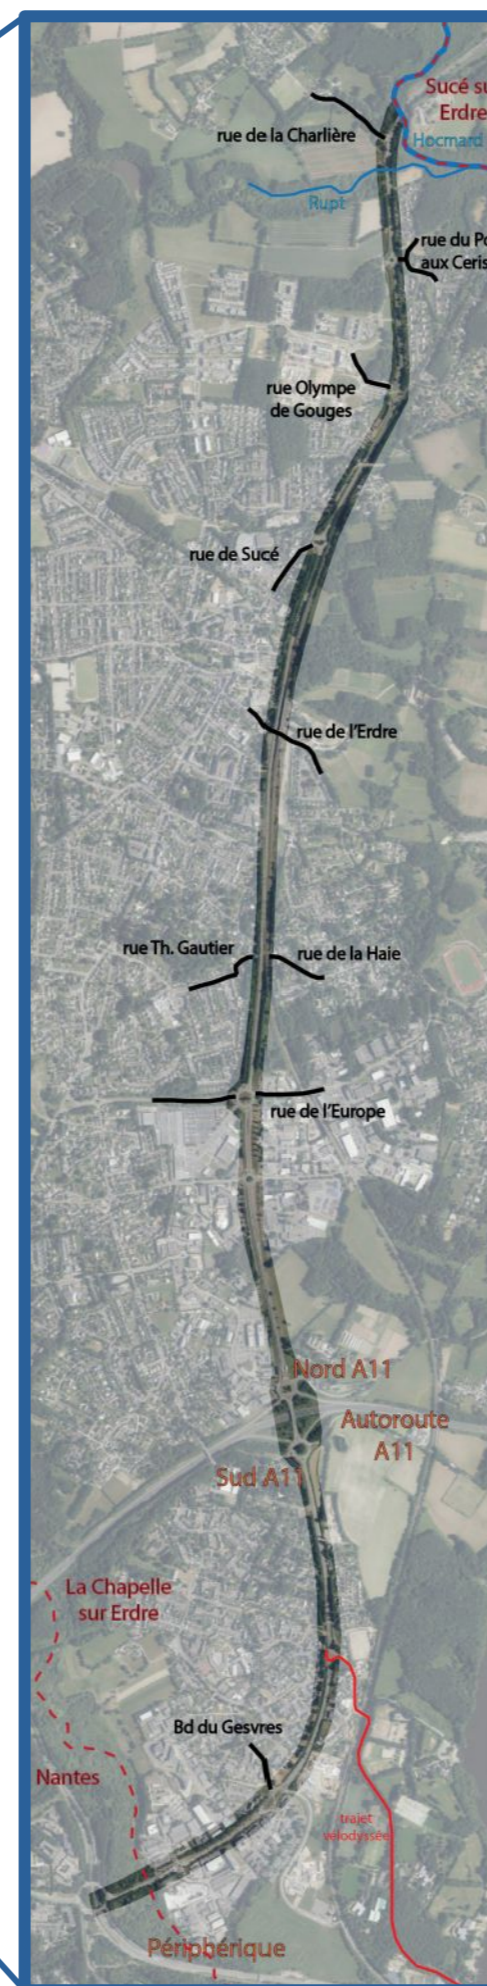 Sucé su
Erdre
rue de la Charlière
Hocmard
Rupt
rue du Po
aux Ceris
rue Olympe
de Gouges
rue de Sucé
rue de l'Erdre
rue Th. Gautier
rue de la Haie
rue de l'Europe
Nord A11
Autoroute
A11
Sud A11
La Chapelle
sur Erdre
Bd du Gesvres
Nantes
trajet
vélodyssée
Périphérique